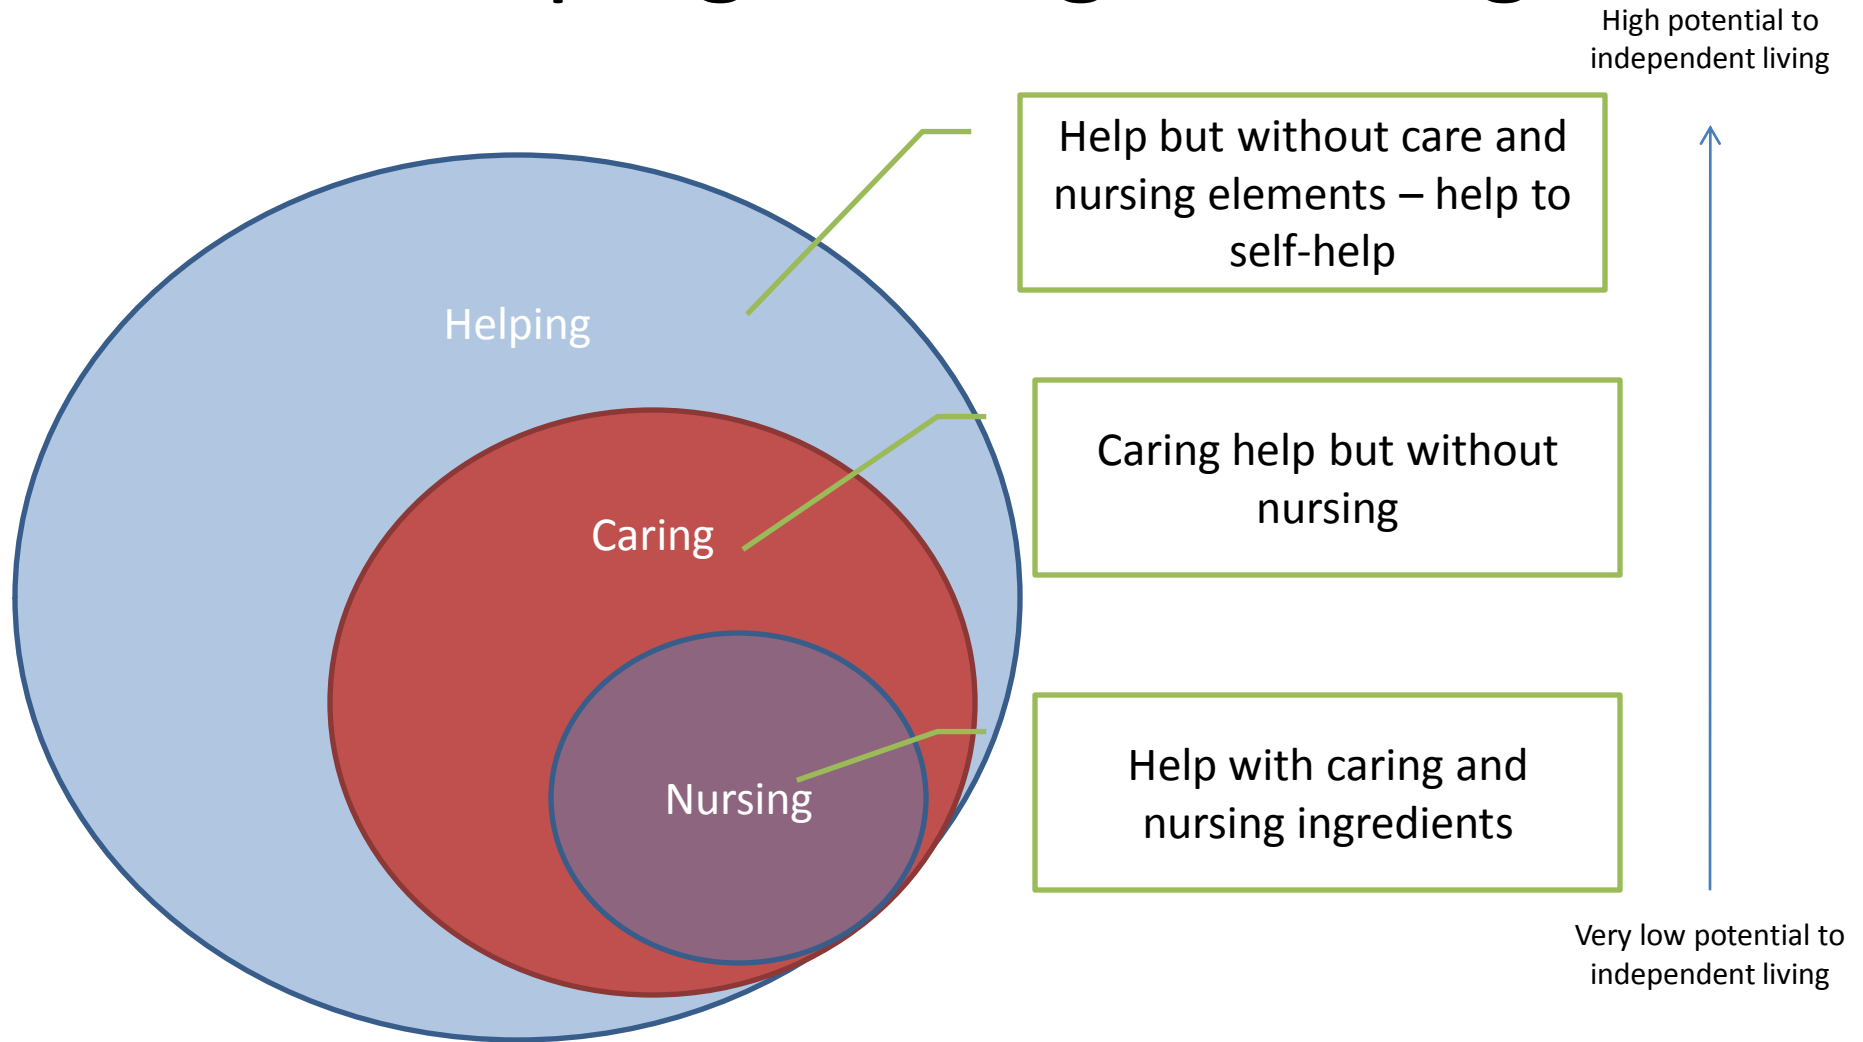 High potential to
independent living
Help but without care and
nursing elements – help to
self-help
Helping
Caring help but without
nursing
Caring
Help with caring and
nursing ingredients
Nursing
Very low potential to
independent living